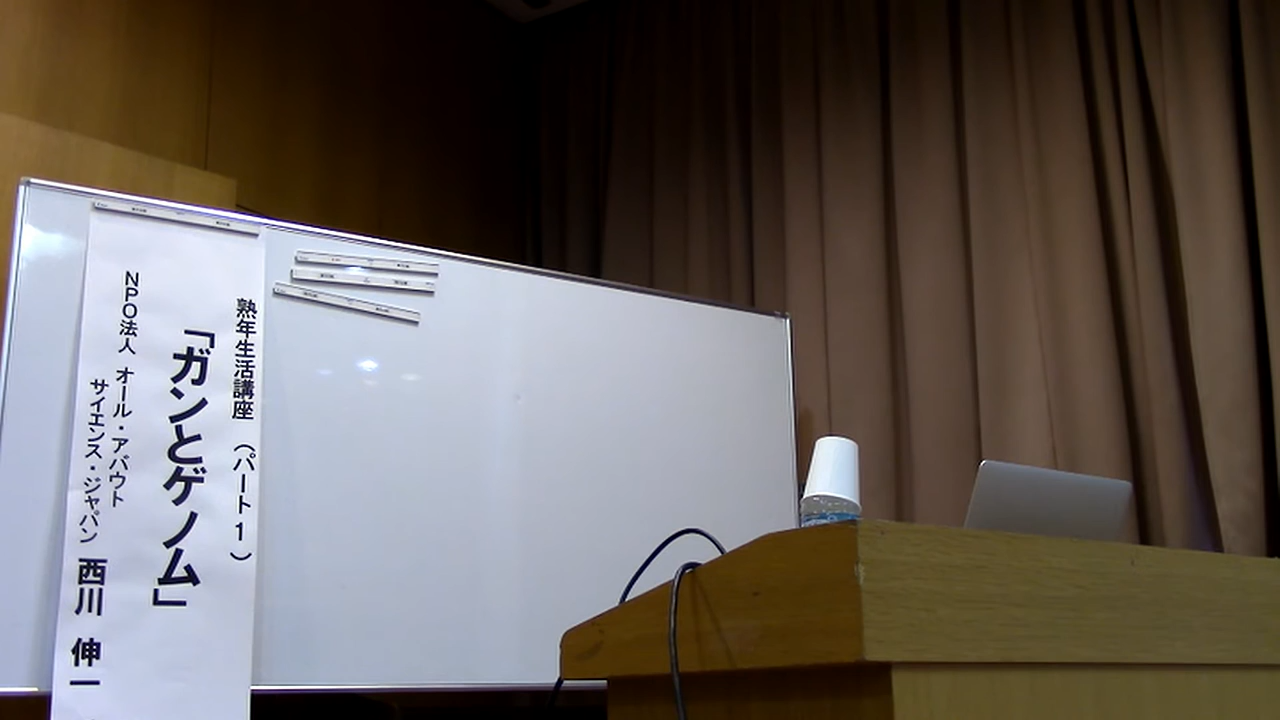 熟年生活講座 （パート1）
「ガンとゲノム」
NPO法人 オール・アバウト
サイエンス・ジャパン 西川 伸一